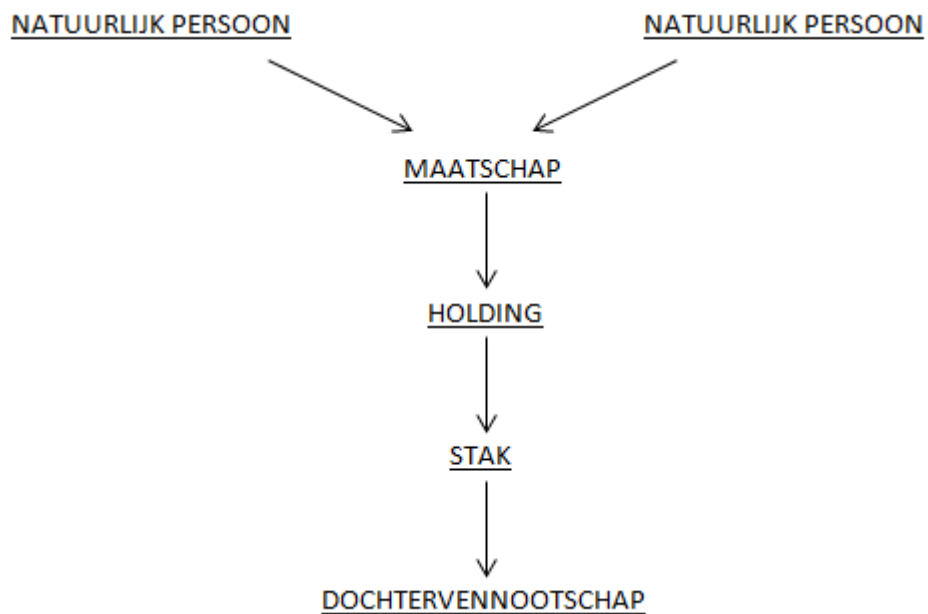 NATUURLIJK PERSOON NATUURLIJK PERSOON
MAATSCHAP
HOLDING
STAK
DOCHTERVENNOOTSCHAP